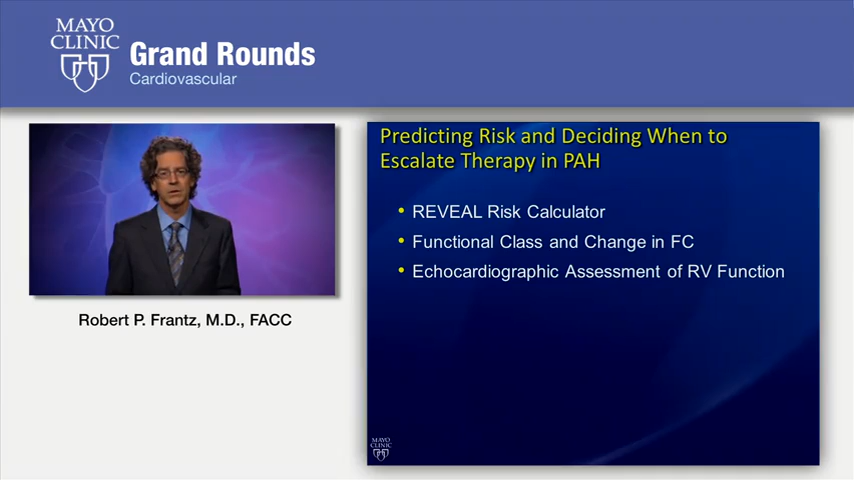 MAYO
CLINIC
Grand Rounds
Cardiovascular
Robert P. Frantz, M.D., FACC
Predicting Risk and Deciding When to
Escalate Therapy in PAH
• REVEAL Risk Calculator
• Functional Class and Change in FC
• Echocardiographic Assessment of RV Function
MAYO
CLINIC